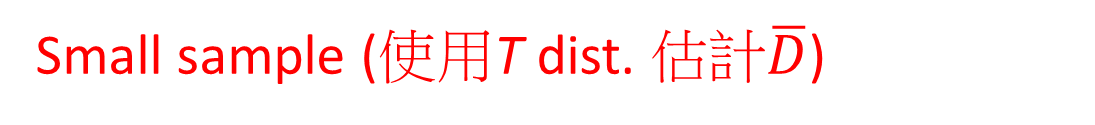 Small sample (使用T dist. 估計D̅)